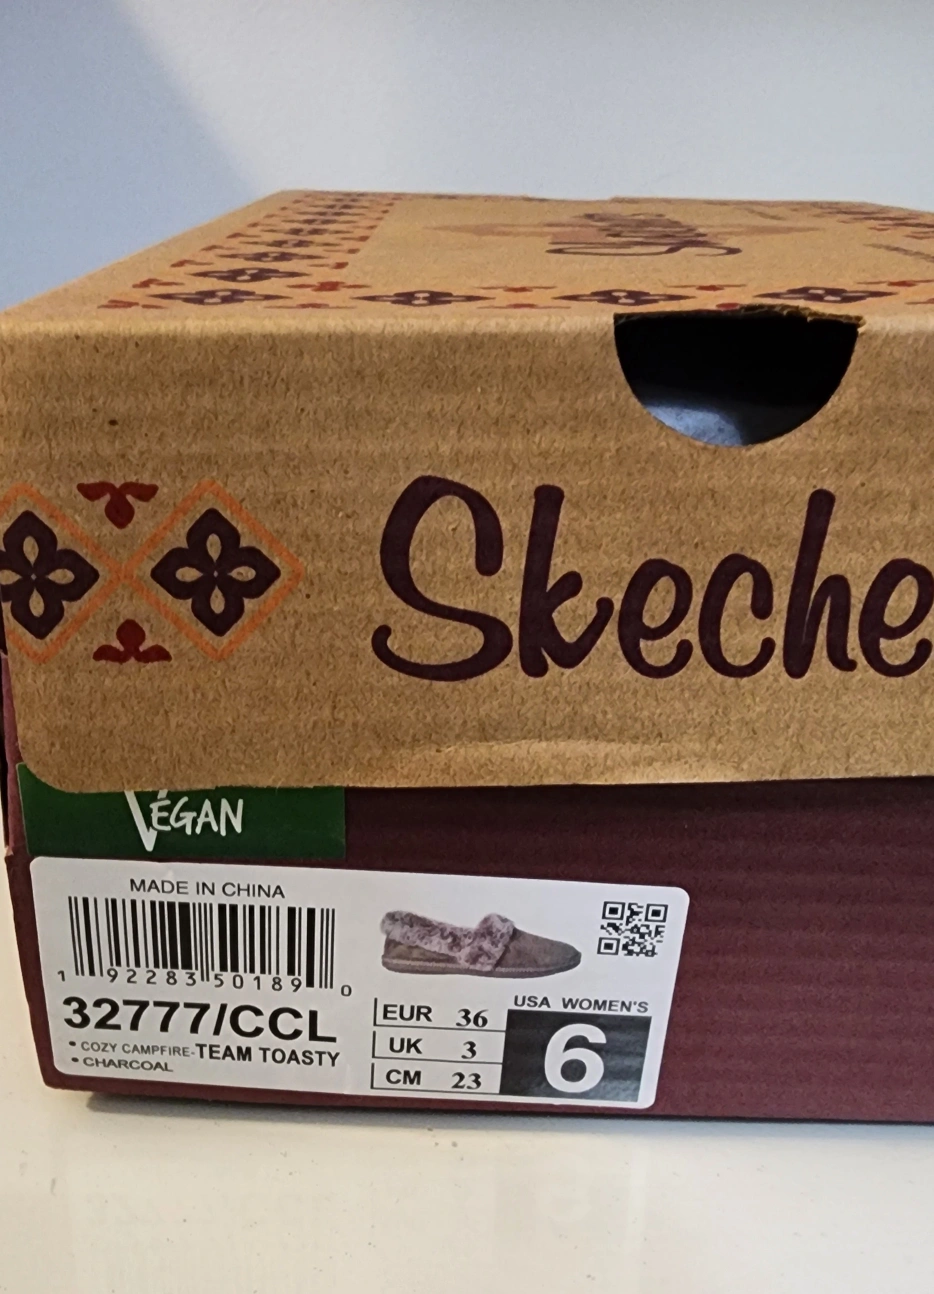 Skeche
VÉGAN
MADE IN CHINA
1 92283 50189 0
32777/CCL
• COZY CAMPFIRE-TEAM TOASTY
• CHARCOAL
EUR 36
UK 3
CM 23
USA WOMEN'S
6